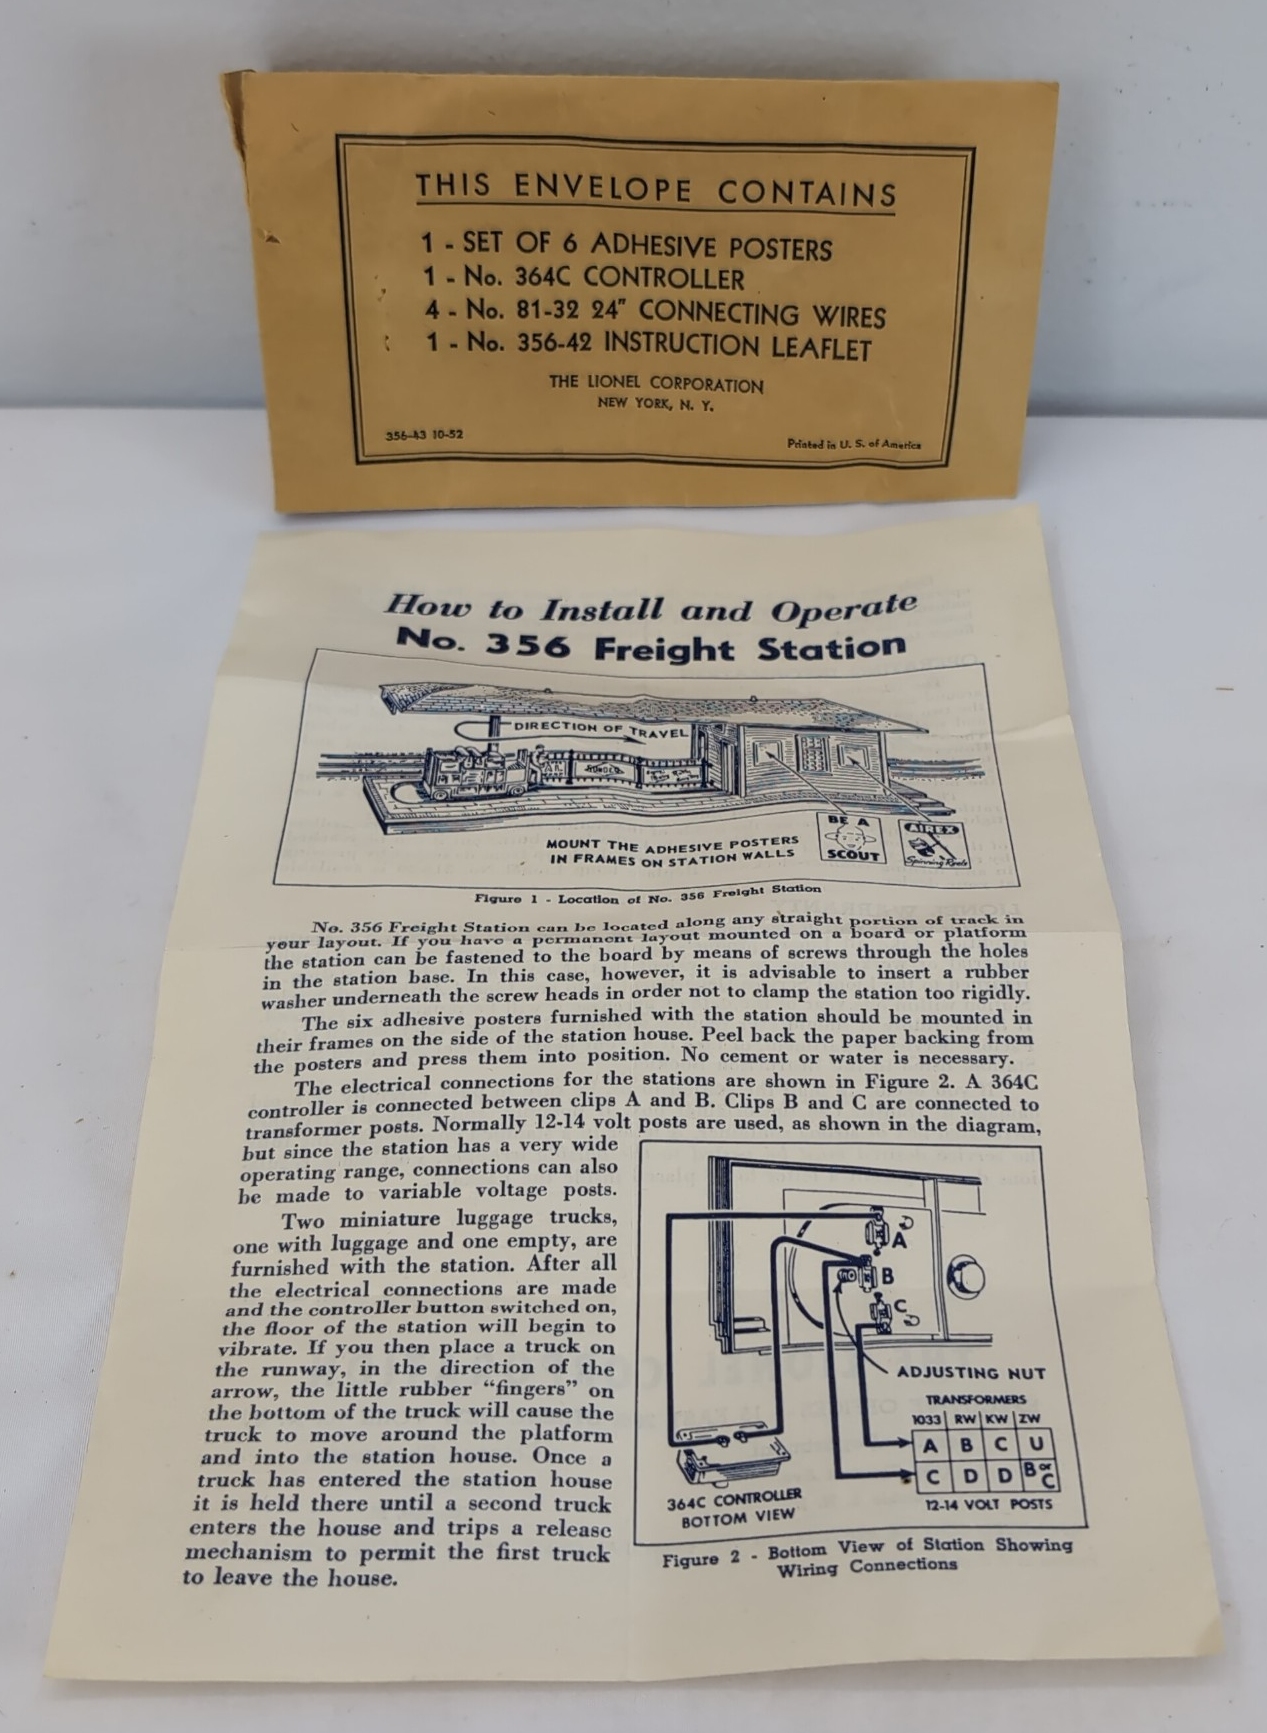 THIS ENVELOPE CONTAINS
1 - SET OF 6 ADHESIVE POSTERS
1 - No. 364C CONTROLLER
4 - No. 81-32 24" CONNECTING WIRES
1 - No. 356-42 INSTRUCTION LEAFLET
THE LIONEL CORPORATION
NEW YORK, N. Y.
356-43 10-52
Printed in U. S. of America
How to Install and Operate
No. 356 Freight Station
DIRECTION OF TRAVEL
BE A
SCOUT
AIREX
Spinning Reels
MOUNT THE ADHESIVE POSTERS
IN FRAMES ON STATION WALLS
Figure 1 - Location of No. 356 Freight Station
No. 356 Freight Station can be located along any straight portion of track in
your layout. If you have a permanent layout mounted on a board or platform
the station can be fastened to the board by means of screws through the holes
in the station base. In this case, however, it is advisable to insert a rubber
washer underneath the screw heads in order not to clamp the station too rigidly.
The six adhesive posters furnished with the station should be mounted in
their frames on the side of the station house. Peel back the paper backing from
the posters and press them into position. No cement or water is necessary.
The electrical connections for the stations are shown in Figure 2. A 364C
controller is connected between clips A and B. Clips B and C are connected to
transformer posts. Normally 12-14 volt posts are used, as shown in the diagram,
but since the station has a very wide
operating range, connections can also
be made to variable voltage posts.
Two miniature luggage trucks,
one with luggage and one empty, are
furnished with the station. After all
the electrical connections are made
and the controller button switched on,
the floor of the station will begin to
vibrate. If you then place a truck on
the runway, in the direction of the
arrow, the little rubber “fingers” on
the bottom of the truck will cause the
truck to move around the platform
and into the station house. Once a
truck has entered the station house
it is held there until a second truck
enters the house and trips a release
mechanism to permit the first truck
to leave the house.
A
B
C
ADJUSTING NUT
TRANSFORMERS
1033 RW KW ZW
A B C U
C D D B or C
12-14 VOLT POSTS
364C CONTROLLER
BOTTOM VIEW
Figure 2 - Bottom View of Station Showing
Wiring Connections